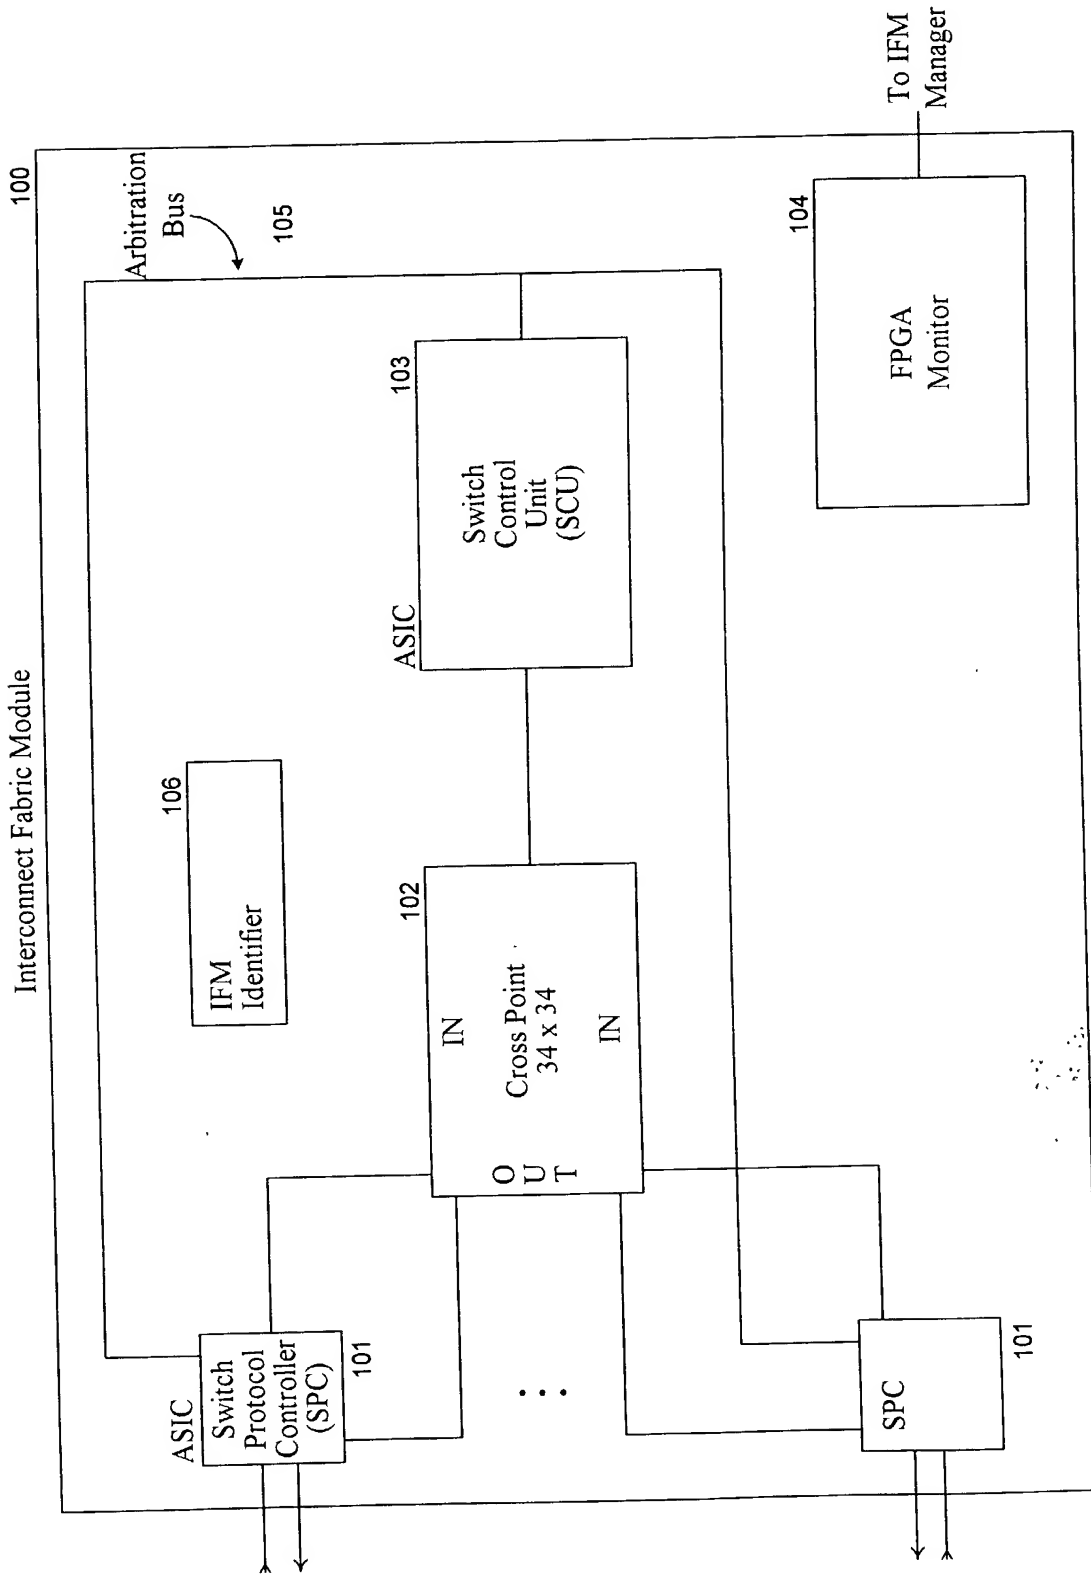 Interconnect Fabric Module
100
Arbitration
Bus
105
106
IFM
Identifier
ASIC
Switch
Protocol
Controller
(SPC)
101
102
IN
Cross Point
34 x 34
IN
O
U
T
ASIC
103
Switch
Control
Unit
(SCU)
...
SPC
101
104
FPGA
Monitor
To IFM
Manager